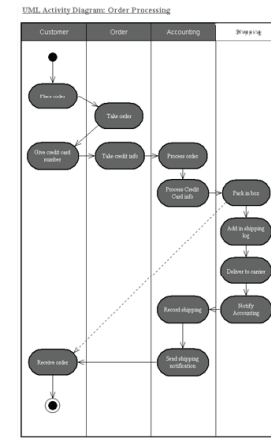 UML Activity Diagram: Order Processing
Customer
Order
Accounting
Place order
Take order
Give credit card
number
Take credit info
Process order
Process Credit
Card info
Pack in box
Add in shipping
log
Deliver to carrier
Notify
Accounting
Record shipping
Send shipping
notification
Receive order